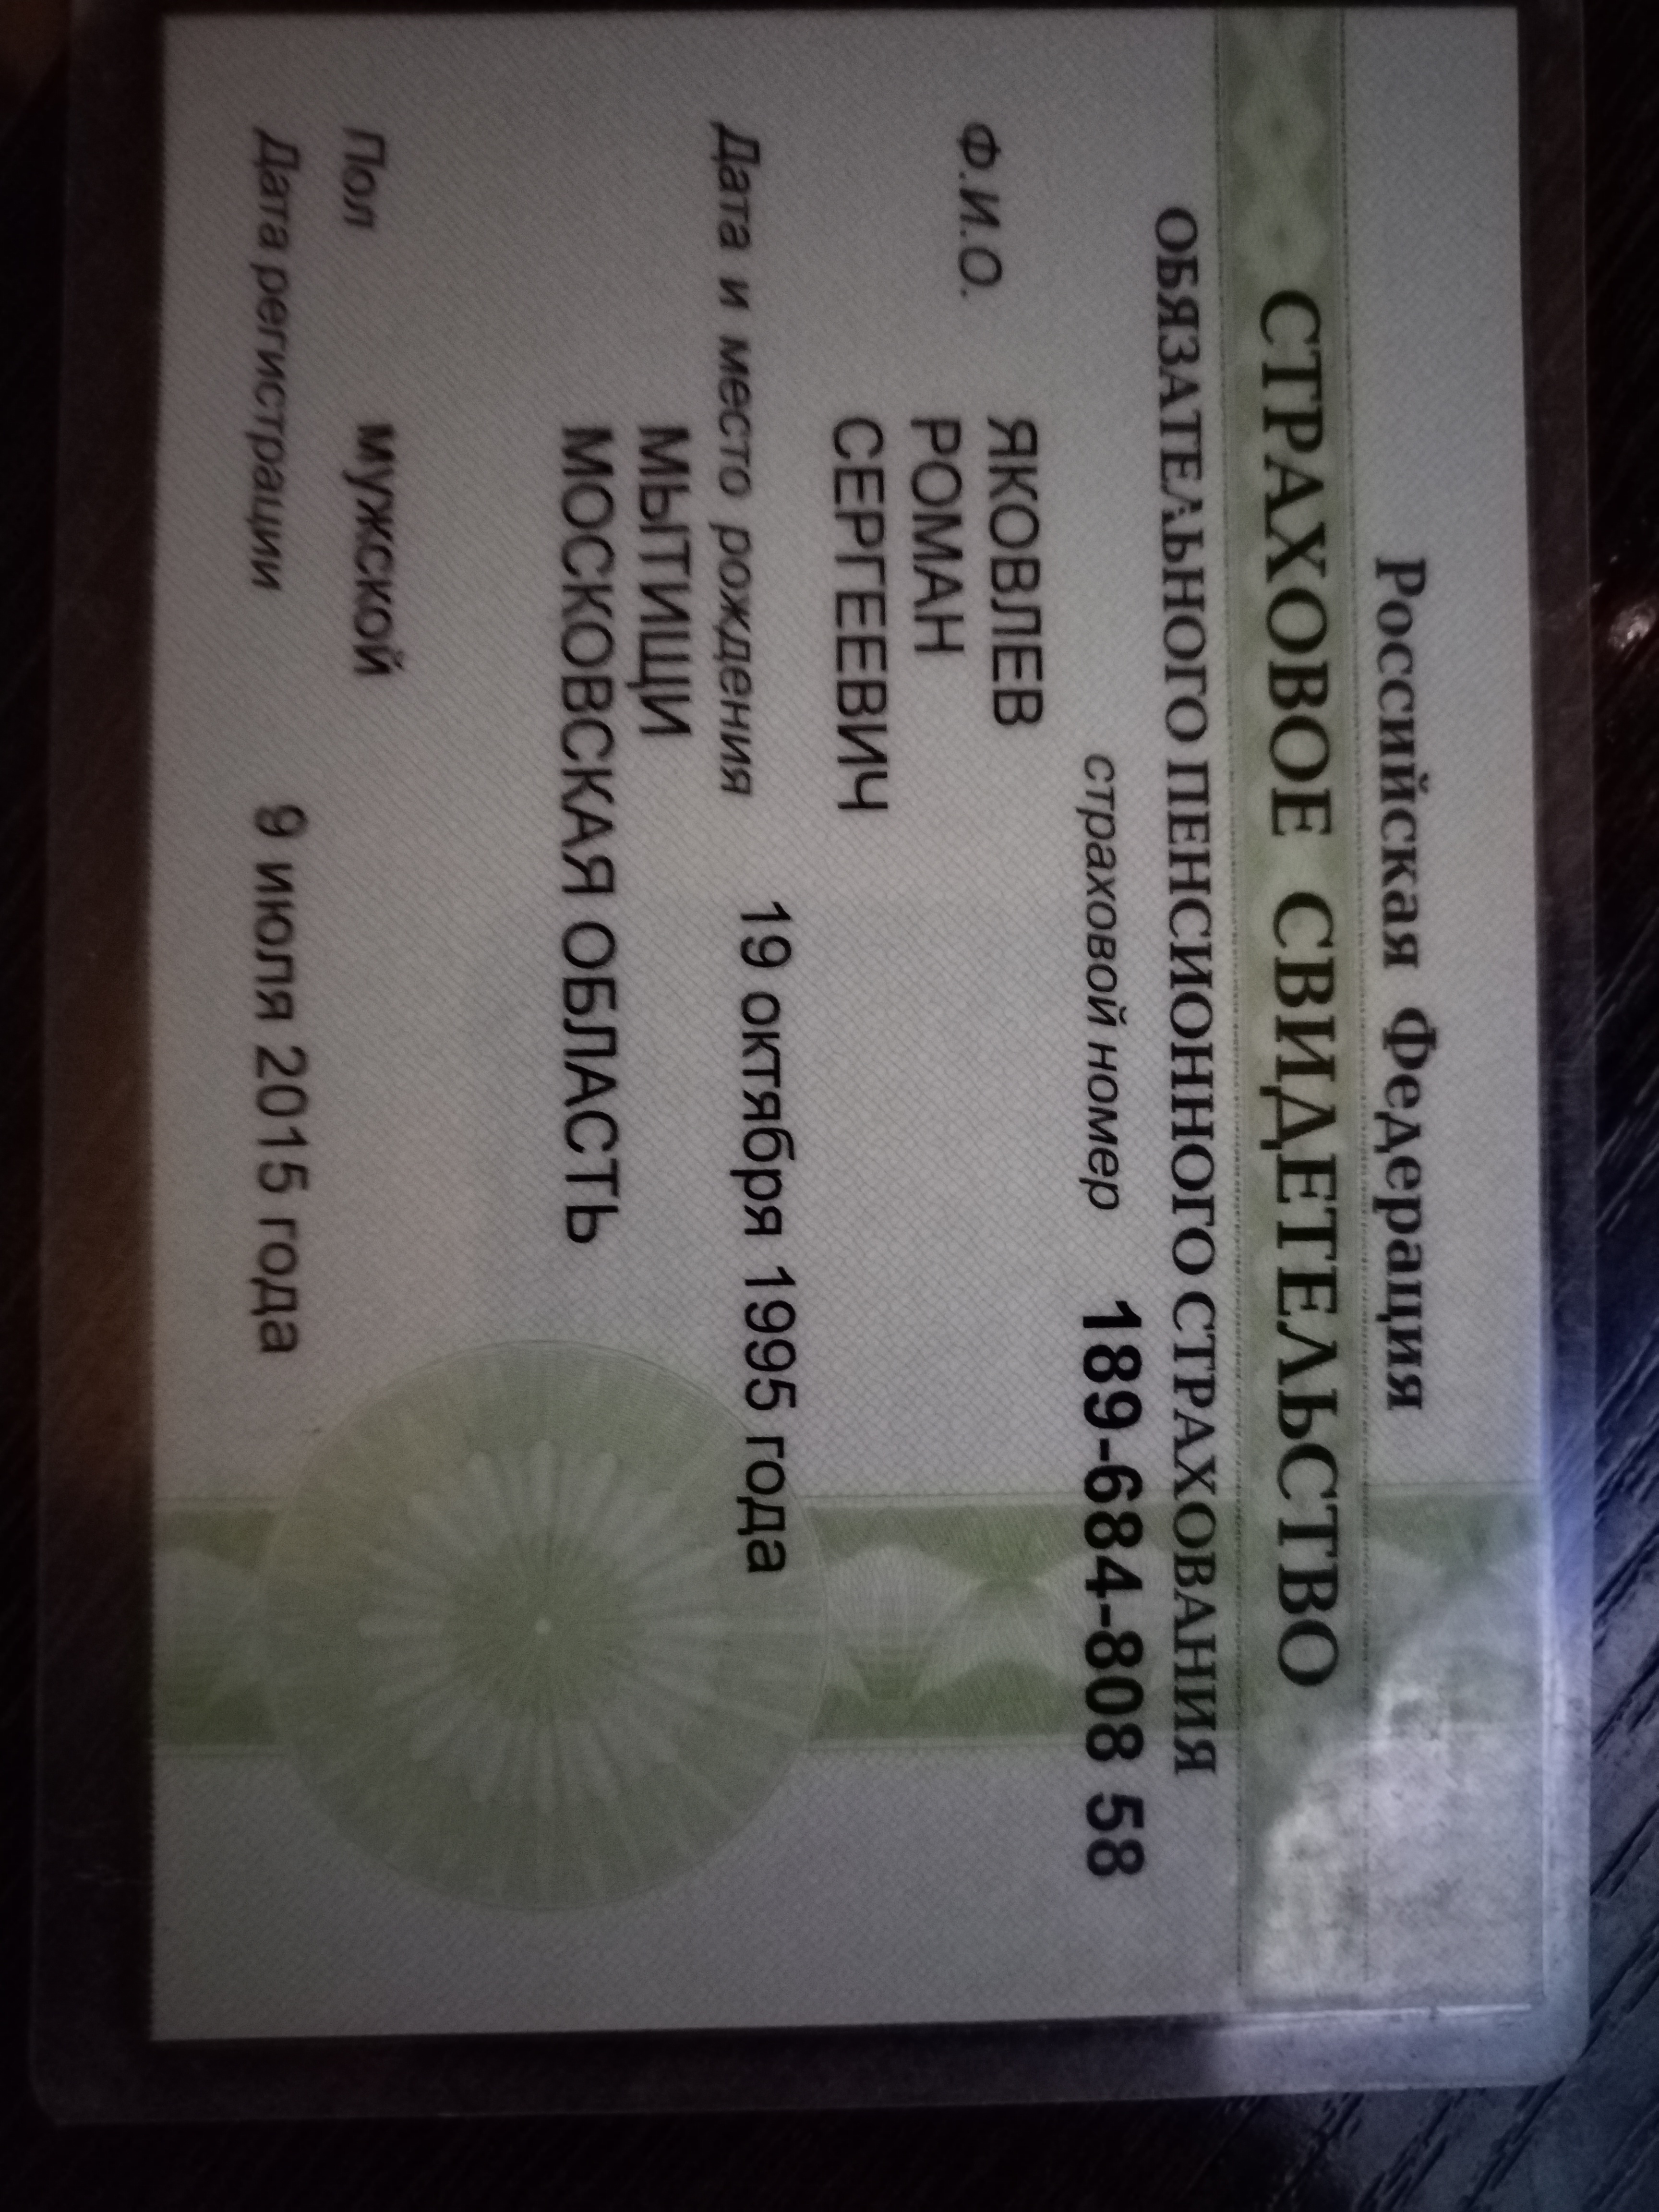 Российская Федерация
СТРАХОВОЕ СВИДЕТЕЛЬСТВО
ОБЯЗАТЕЛЬНОГО ПЕНСИОННОГО СТРАХОВАНИЯ
страховой номер 189-684-808 58
Ф.И.О. ЯКОВЛЕВ
РОМАН
СЕРГЕЕВИЧ
Дата и место рождения 19 октября 1995 года
МЫТИЩИ
МОСКОВСКАЯ ОБЛАСТЬ
Пол мужской
Дата регистрации 9 июля 2015 года